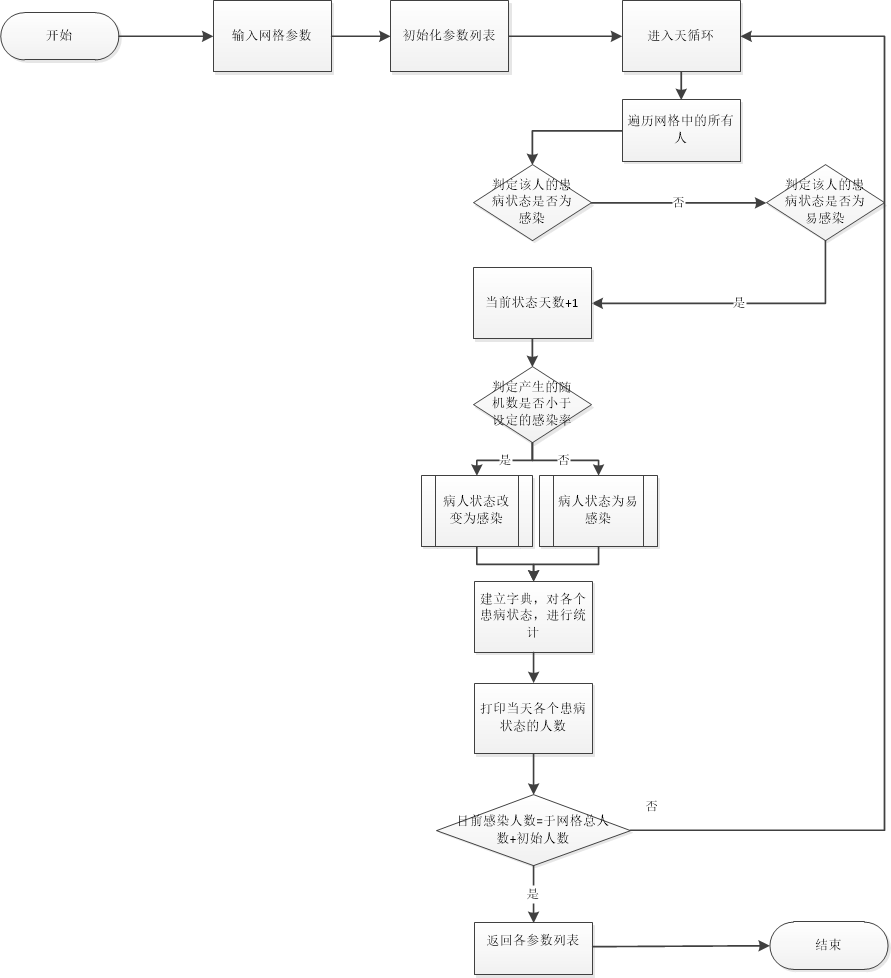 开始
输入网格参数
初始化参数列表
进入天循环
遍历网格中的所有
人
判定该人的患
病状态是否为
感染
否
判定该人的患
病状态是否为
易感染
当前状态天数+1
是
判定产生的随
机数是否小于
设定的感染率
是
否
病人状态改
变为感染
病人状态为易
感染
建立字典，对各个
患病状态，进行统
计
打印当天各个患病
状态的人数
否
目前感染人数=于网格总人
数+初始人数
是
返回各参数列表
结束